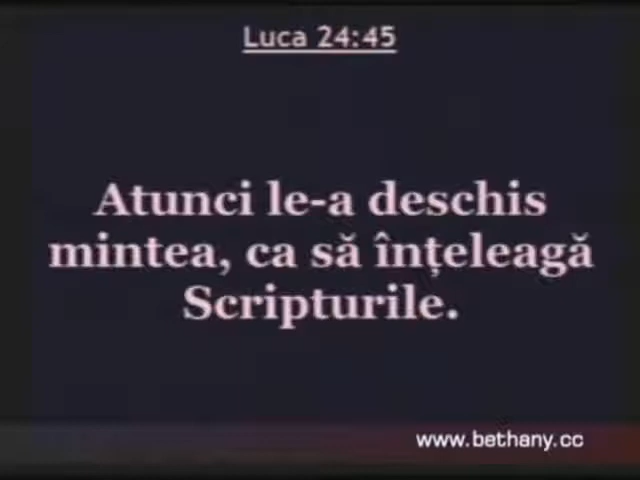 Luca 24:45
Atunci le-a deschis
mintea, ca să înțeleagă
Scripturile.
www.bethany.cc